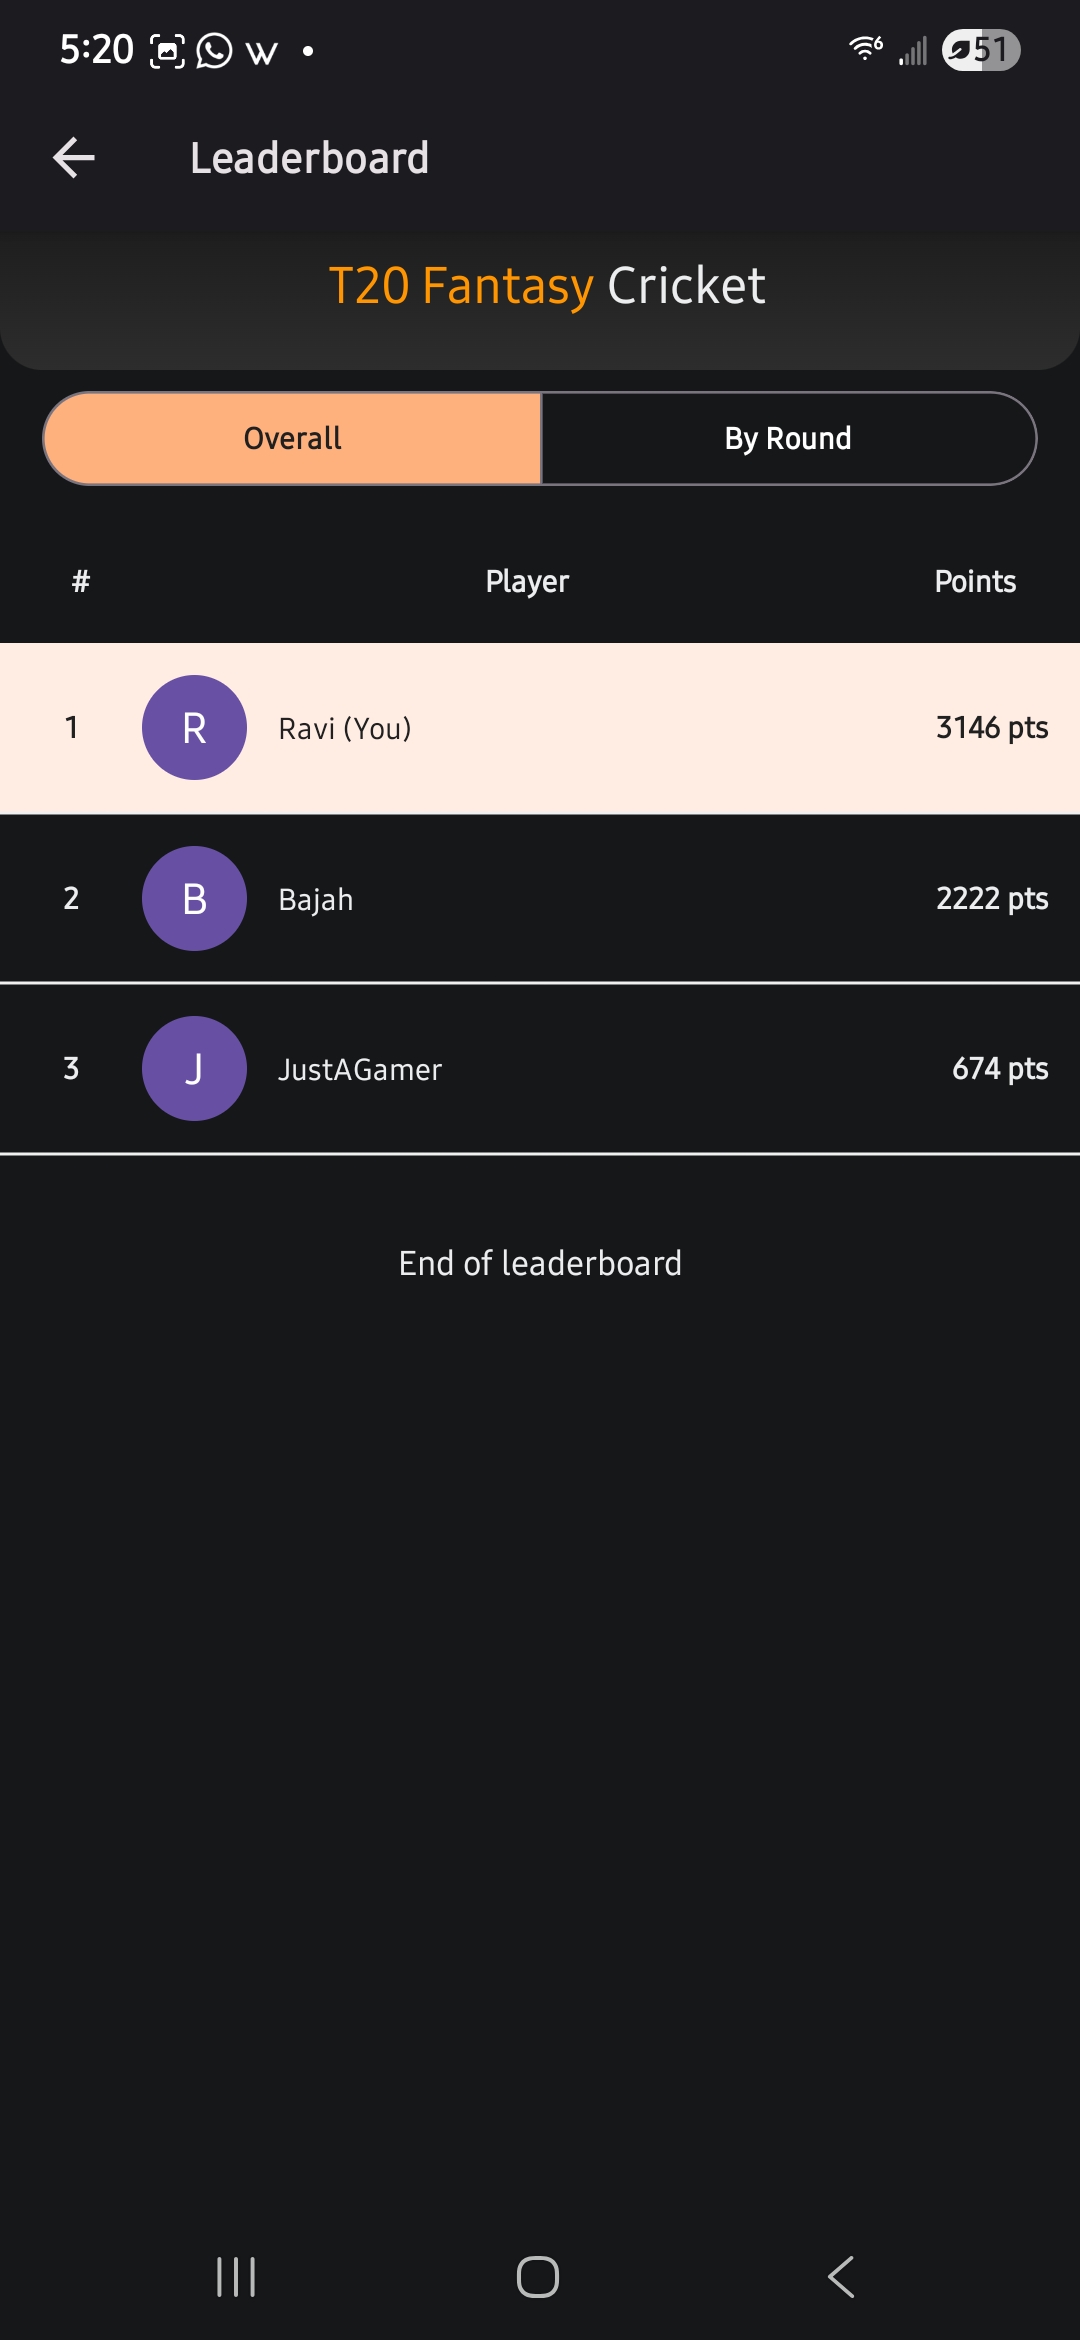 5:20
6 51
Leaderboard
T20 Fantasy Cricket
Overall By Round
# Player Points
1 R Ravi (You) 3146 pts
2 B Bajah 2222 pts
3 J JustAGamer 674 pts
End of leaderboard